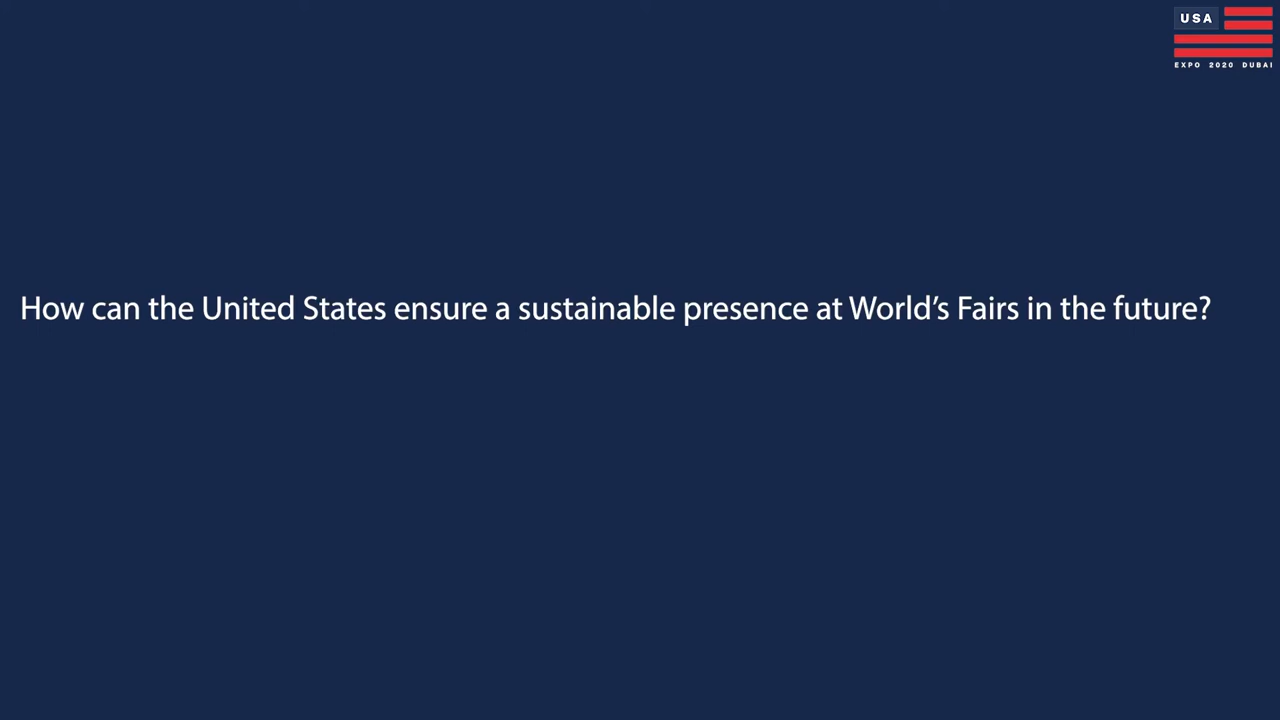 USA
EXPO 2020 DUBAI
How can the United States ensure a sustainable presence at World’s Fairs in the future?